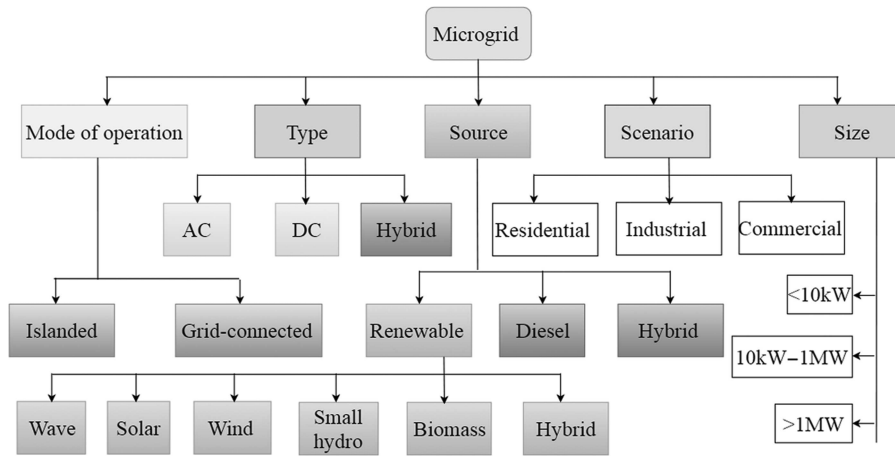 Microgrid
Mode of operation
Type
Source
Scenario
Size
AC
DC
Hybrid
Residential
Industrial
Commercial
<10kW
Islanded
Grid-connected
Renewable
Diesel
Hybrid
10kW–1MW
Wave
Solar
Wind
Small
hydro
Biomass
Hybrid
>1MW